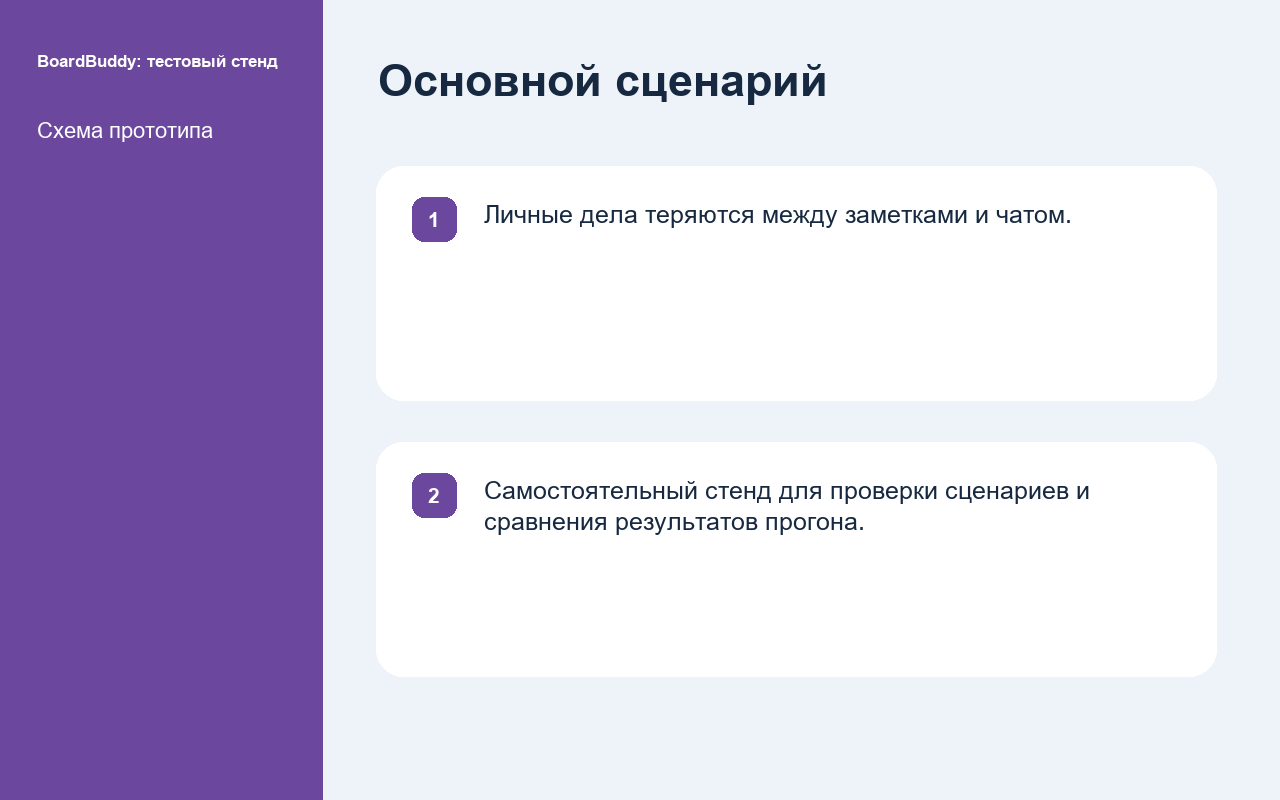 BoardBuddy: тестовый стенд
Схема прототипа
Основной сценарий
1
Личные дела теряются между заметками и чатом.
2
Самостоятельный стенд для проверки сценариев и
сравнения результатов прогона.